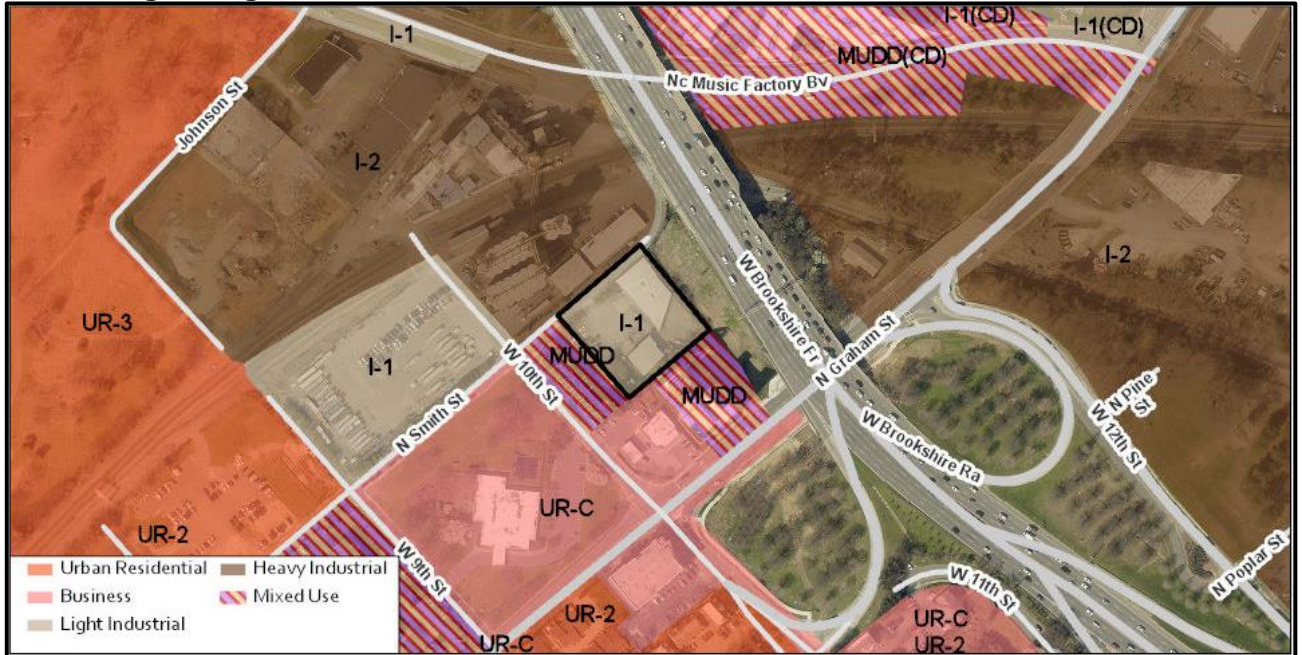 I-1
I-1(CD)
I-1(CD)
MUDD(CD)
Nc Music Factory Bv
Johnson St
I-2
I-2
W Brookshire Fr
UR-3
I-1
MUDD
I-1
W 10th St
N Smith St
MUDD
N Graham St
N Pine
St
W 12th St
W Brookshire Ra
UR-C
UR-2
W 9th St
N Poplar St
W 11th St
UR-2
UR-C
UR-C
UR-2
Urban Residential
Heavy Industrial
Business
Mixed Use
Light Industrial